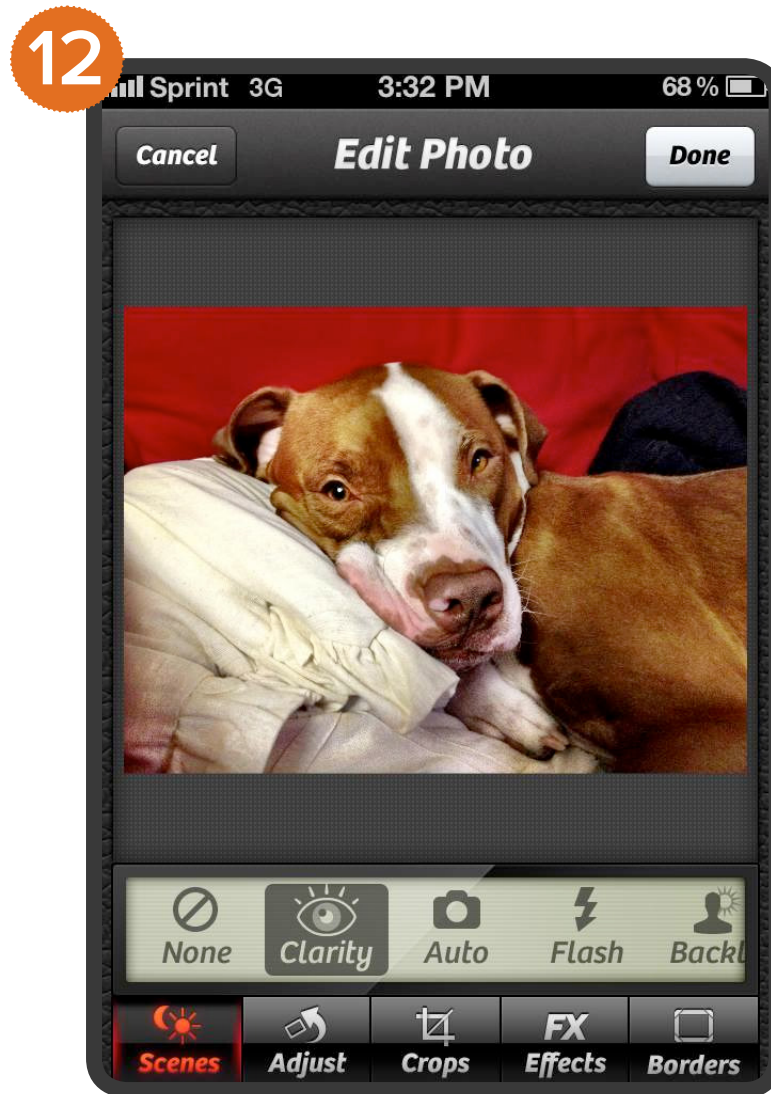 12
Sprint 3G 3:32 PM 68 %
Cancel Edit Photo Done
None Clarity Auto Flash Backl
FX
Scenes Adjust Crops Effects Borders